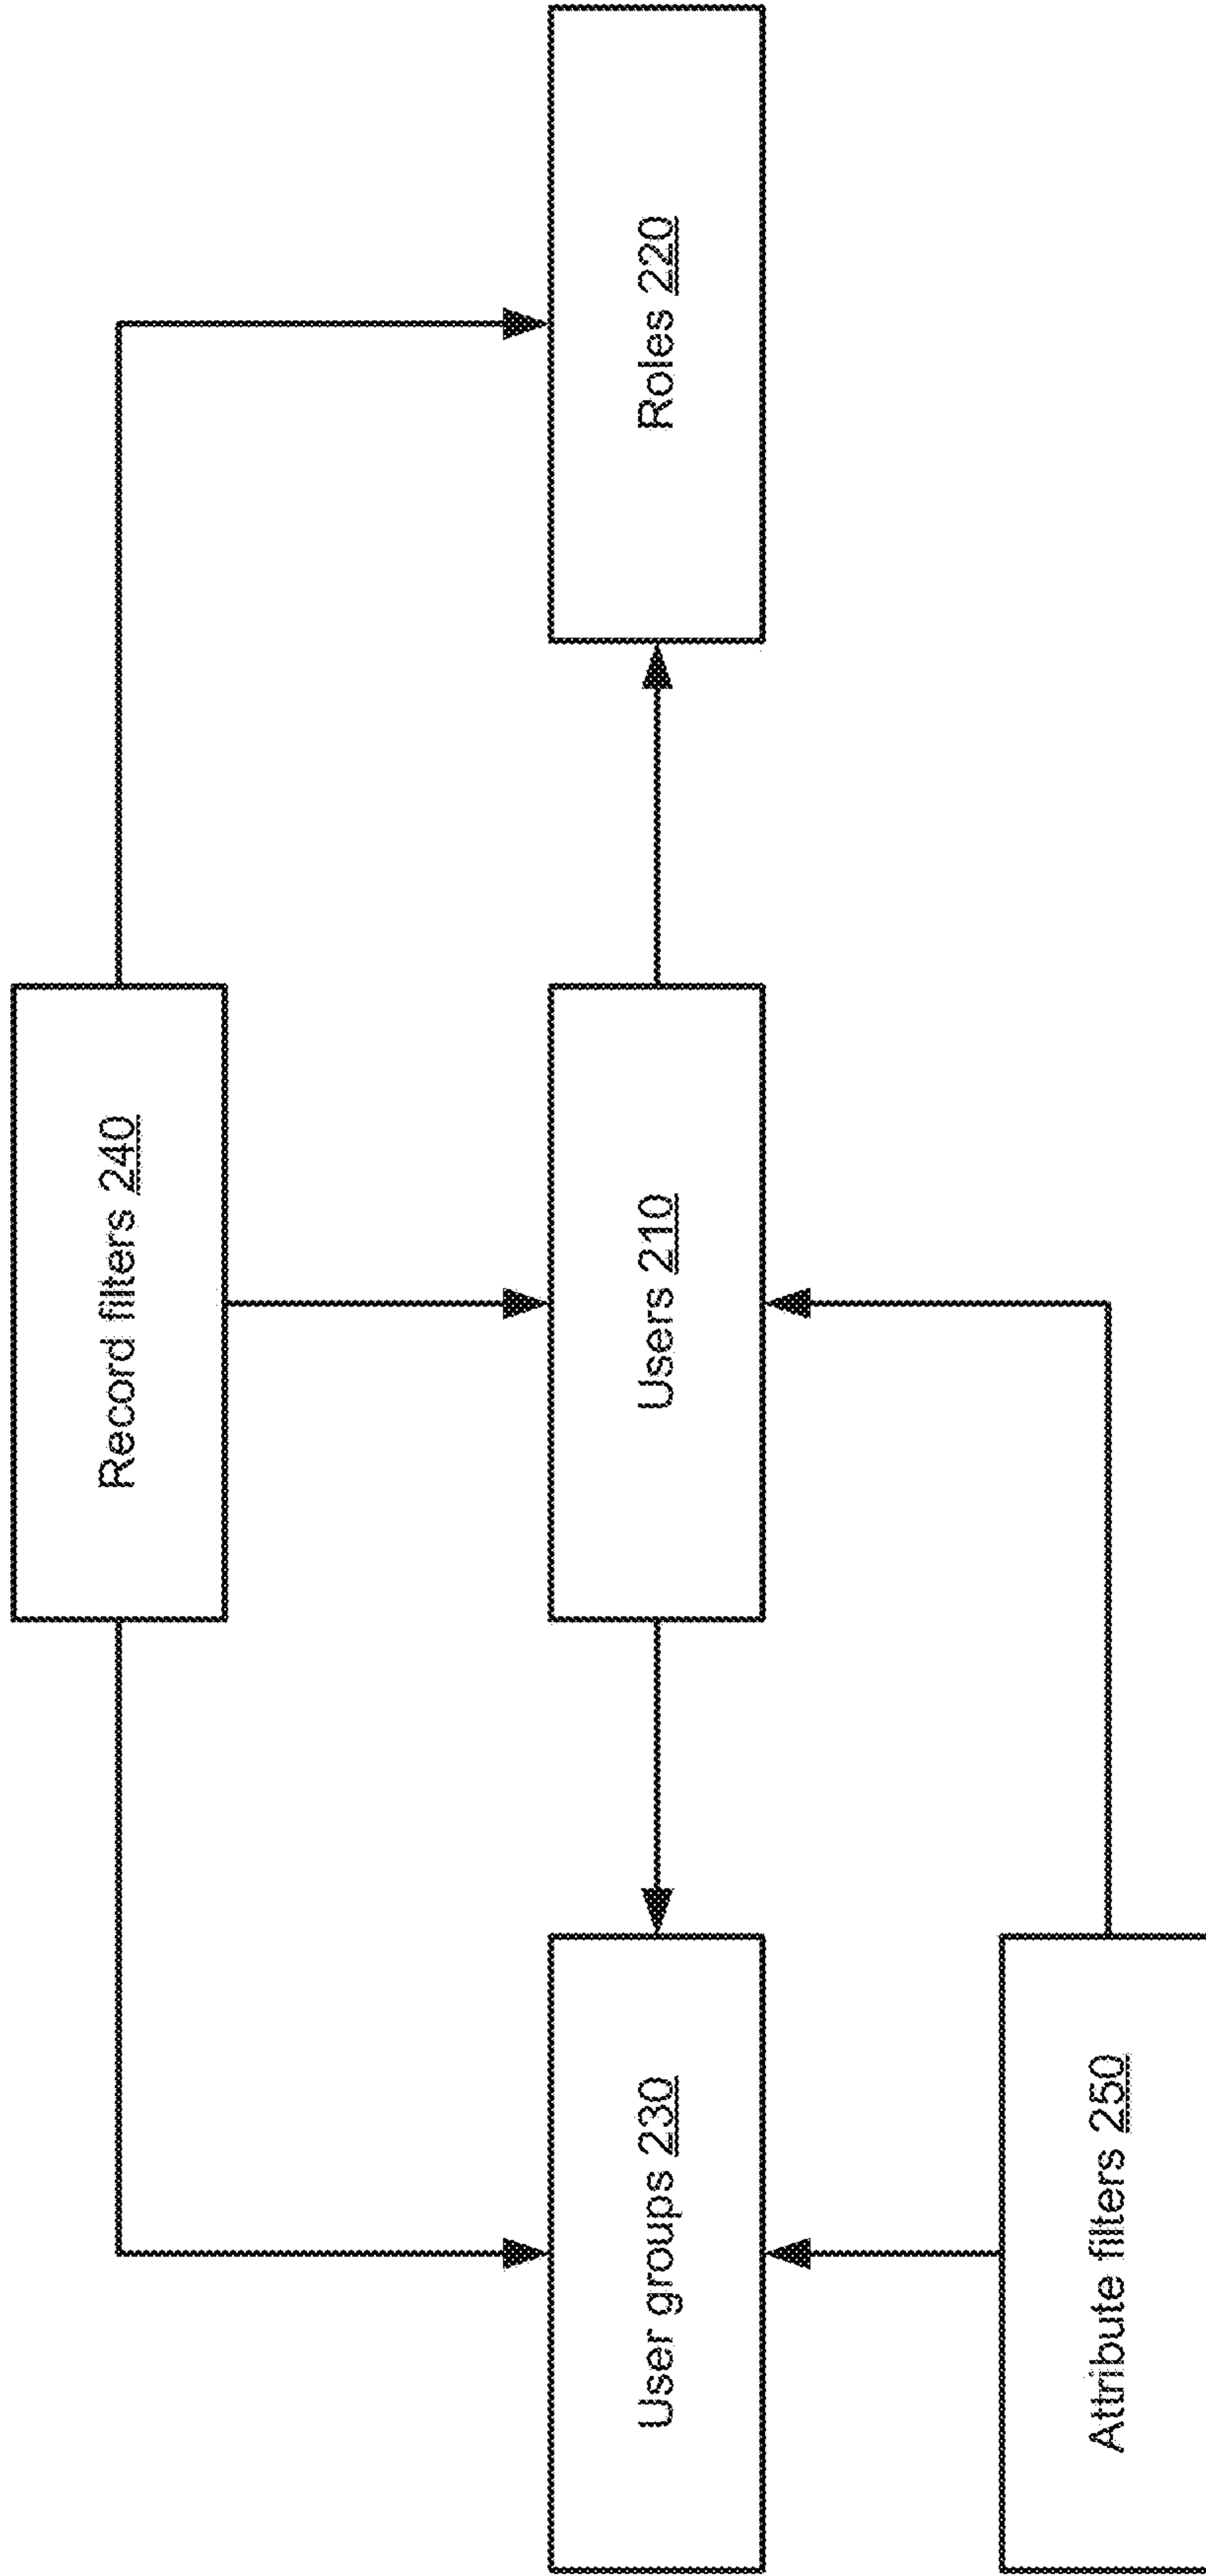 Record filters 240
User groups 230
Users 210
Roles 220
Attribute filters 250